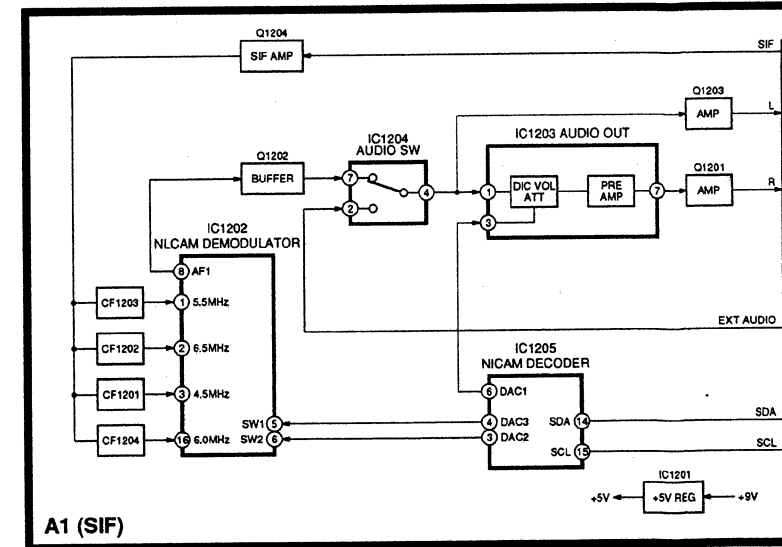 Q1204
SIF AMP
SIF
Q1203
AMP
L
IC1204
AUDIO SW
IC1203 AUDIO OUT
Q1202
BUFFER
7
2
4
1
DIC VOL
ATT
PRE
AMP
7
3
Q1201
AMP
R
IC1202
NLCAM DEMODULATOR
8 AF1
CF1203
1 5.5MHz
EXT AUDIO
CF1202
2 6.5MHz
IC1205
NICAM DECODER
CF1201
3 4.5MHz
6 DAC1
SW1 5
4 DAC3
SDA 14
SDA
CF1204
16 6.0MHz
SW2 6
3 DAC2
SCL 15
SCL
IC1201
+5V
+5V REG
+9V
A1 (SIF)